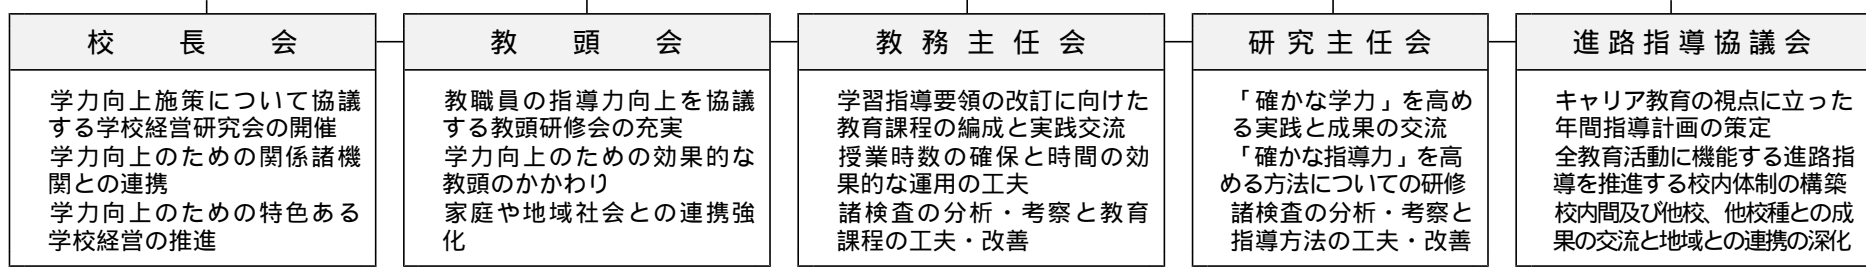 校長会
学力向上施策について協議
する学校経営研究会の開催
学力向上のための関係諸機
関との連携
学力向上のための特色ある
学校経営の推進
教頭会
教職員の指導力向上を協議
する教頭研修会の充実
学力向上のための効果的な
教頭のかかわり
家庭や地域社会との連携強
化
教務主任会
学習指導要領の改訂に向けた
教育課程の編成と実践交流
授業時数の確保と時間の効
果的な運用の工夫
諸検査の分析・考察と教育
課程の工夫・改善
研究主任会
「確かな学力」を高め
る実践と成果の交流
「確かな指導力」を高
める方法についての研修
諸検査の分析・考察と
指導方法の工夫・改善
進路指導協議会
キャリア教育の視点に立った
年間指導計画の策定
全教育活動に機能する進路指
導を推進する校内体制の構築
校内間及び他校、他校種との成
果の交流と地域との連携の深化